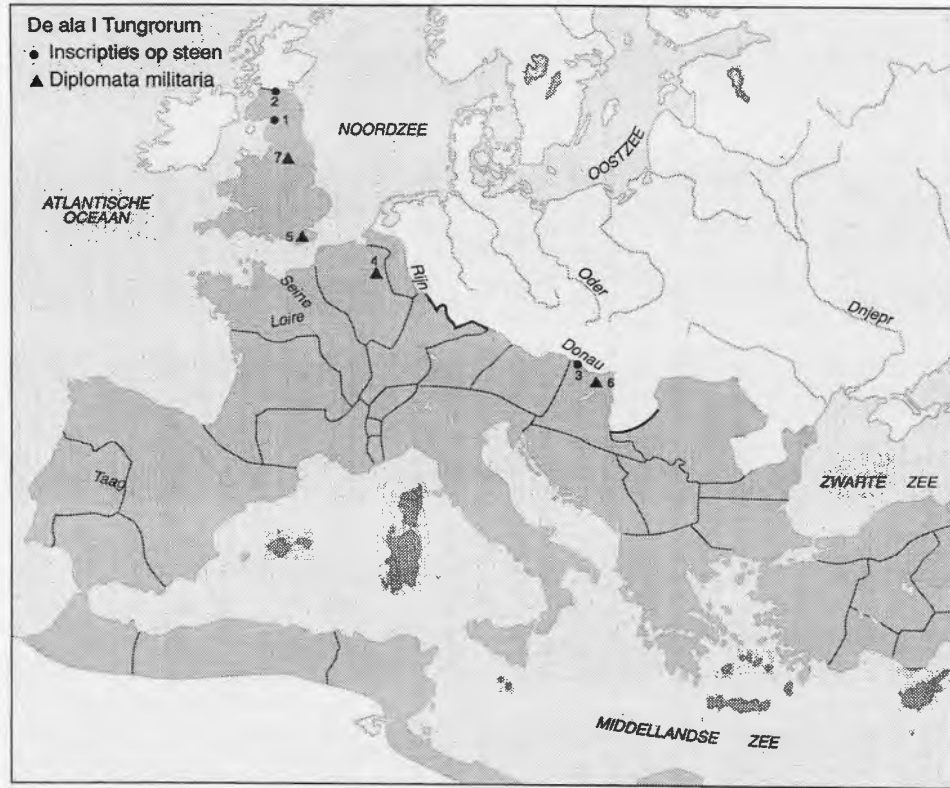 De ala I Tungrorum
● Inscripties op steen
▲ Diplomata militaria
2
1
NOORDZEE
7
OOSTZEE
ATLANTISCHE
OCEAAN
5
4
Rijn
Seine
Oder
Loire
Dnjepr
Donau
3
6
Taag
ZWARTE ZEE
MIDDELLANDSE ZEE